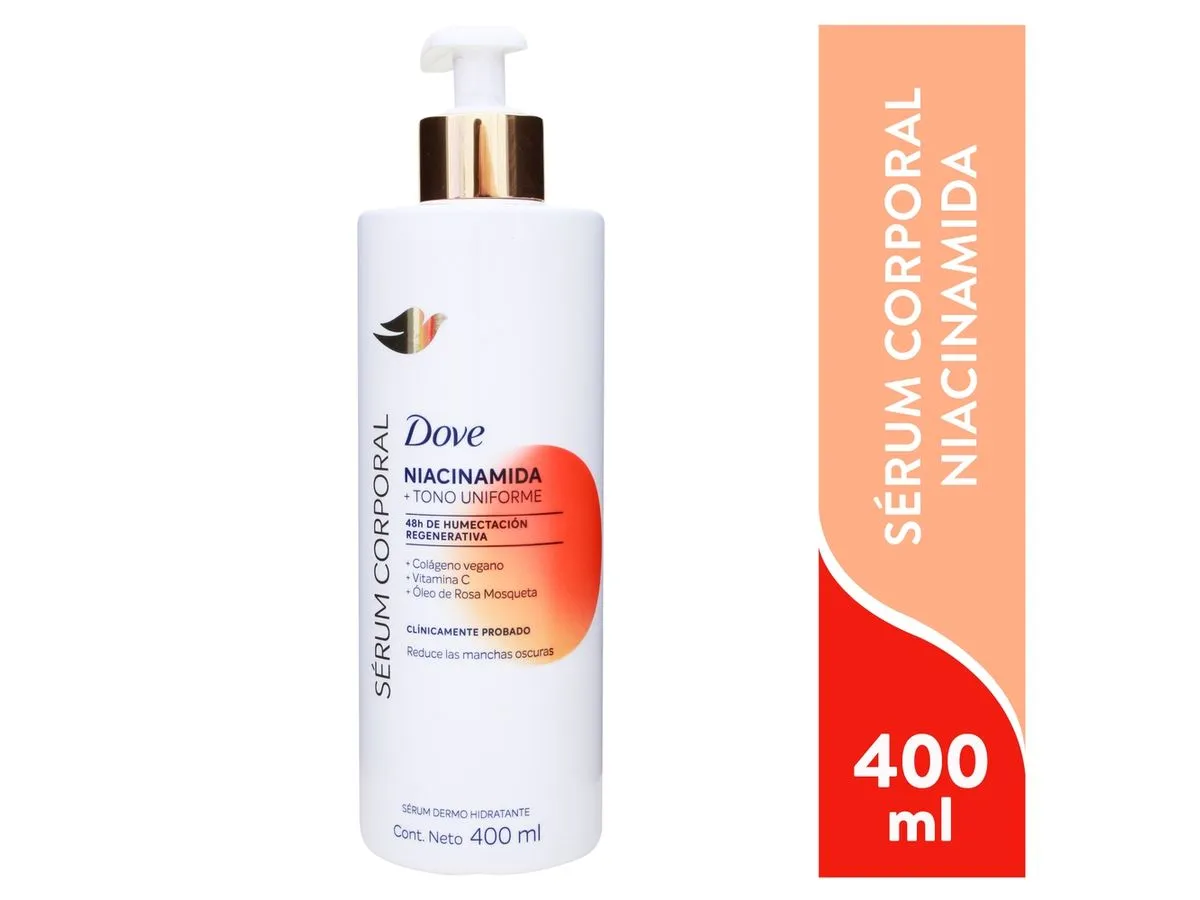 SÉRUM CORPORAL
Dove
NIACINAMIDA
+ TONO UNIFORME
48h DE HUMECTACIÓN
REGENERATIVA
+ Colágeno vegano
+ Vitamina C
+ Óleo de Rosa Mosqueta
CLÍNICAMENTE PROBADO
Reduce las manchas oscuras
SÉRUM DERMO HIDRATANTE
Cont. Neto 400 ml
SÉRUM CORPORAL
NIACINAMIDA
400
ml